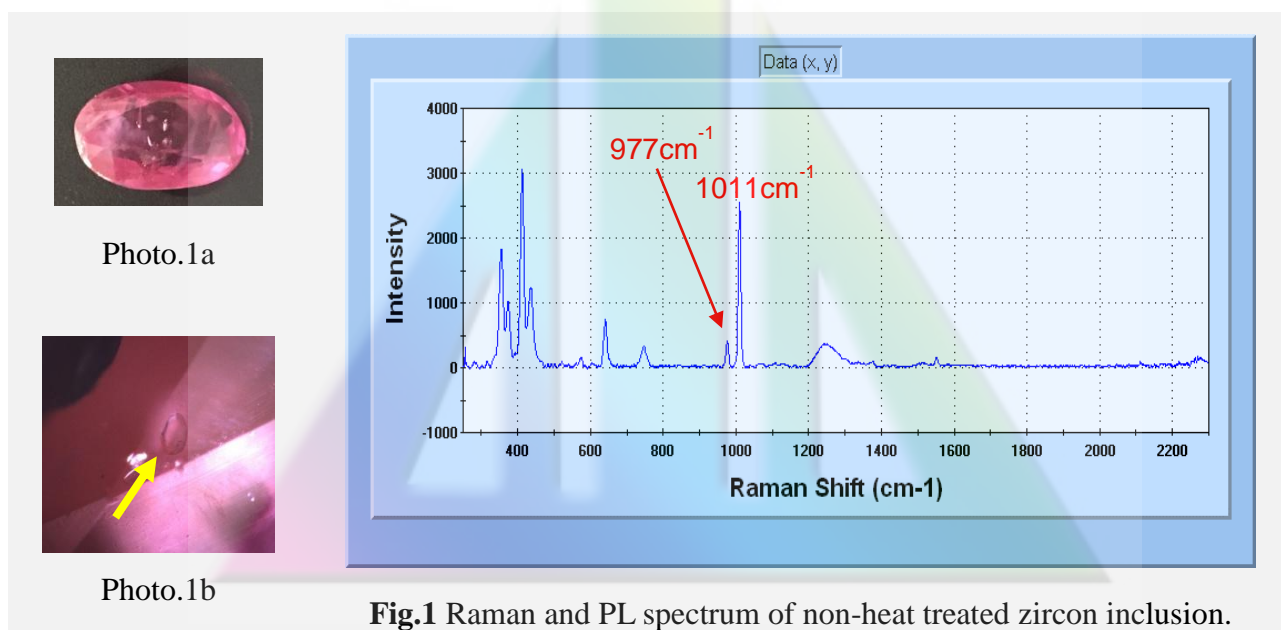 Data (x, y)
4000
3000
2000
1000
0
-1000
Intensity
977cm-1
1011cm-1
400 600 800 1000 1200 1400 1600 1800 2000 2200
Raman Shift (cm-1)
Photo.1a
Photo.1b
Fig.1 Raman and PL spectrum of non-heat treated zircon inclusion.